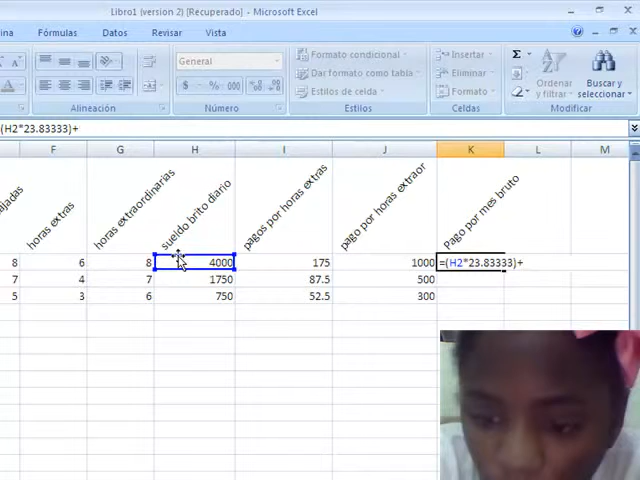 Libro1 (version 2) [Recuperado] - Microsoft Excel
ina Fórmulas Datos Revisar Vista
General
Formato condicional
Dar formato como tabla
Estilos de celda
Insertar
Eliminar
Formato
Σ
Ordenar y filtrar
Buscar y seleccionar
$ % 000
Alineación Número Estilos Celdas Modificar
(H2*23.83333)+
F G H I J K L M
ajadas
horas extras
horas extraordinarias
sueldo brito diario
pagos por horas extras
pago por horas extraor
Pago por mes bruto
8 6 8 4000 175 1000 =(H2*23.83333)+
7 4 7 1750 87.5 500
5 3 6 750 52.5 300